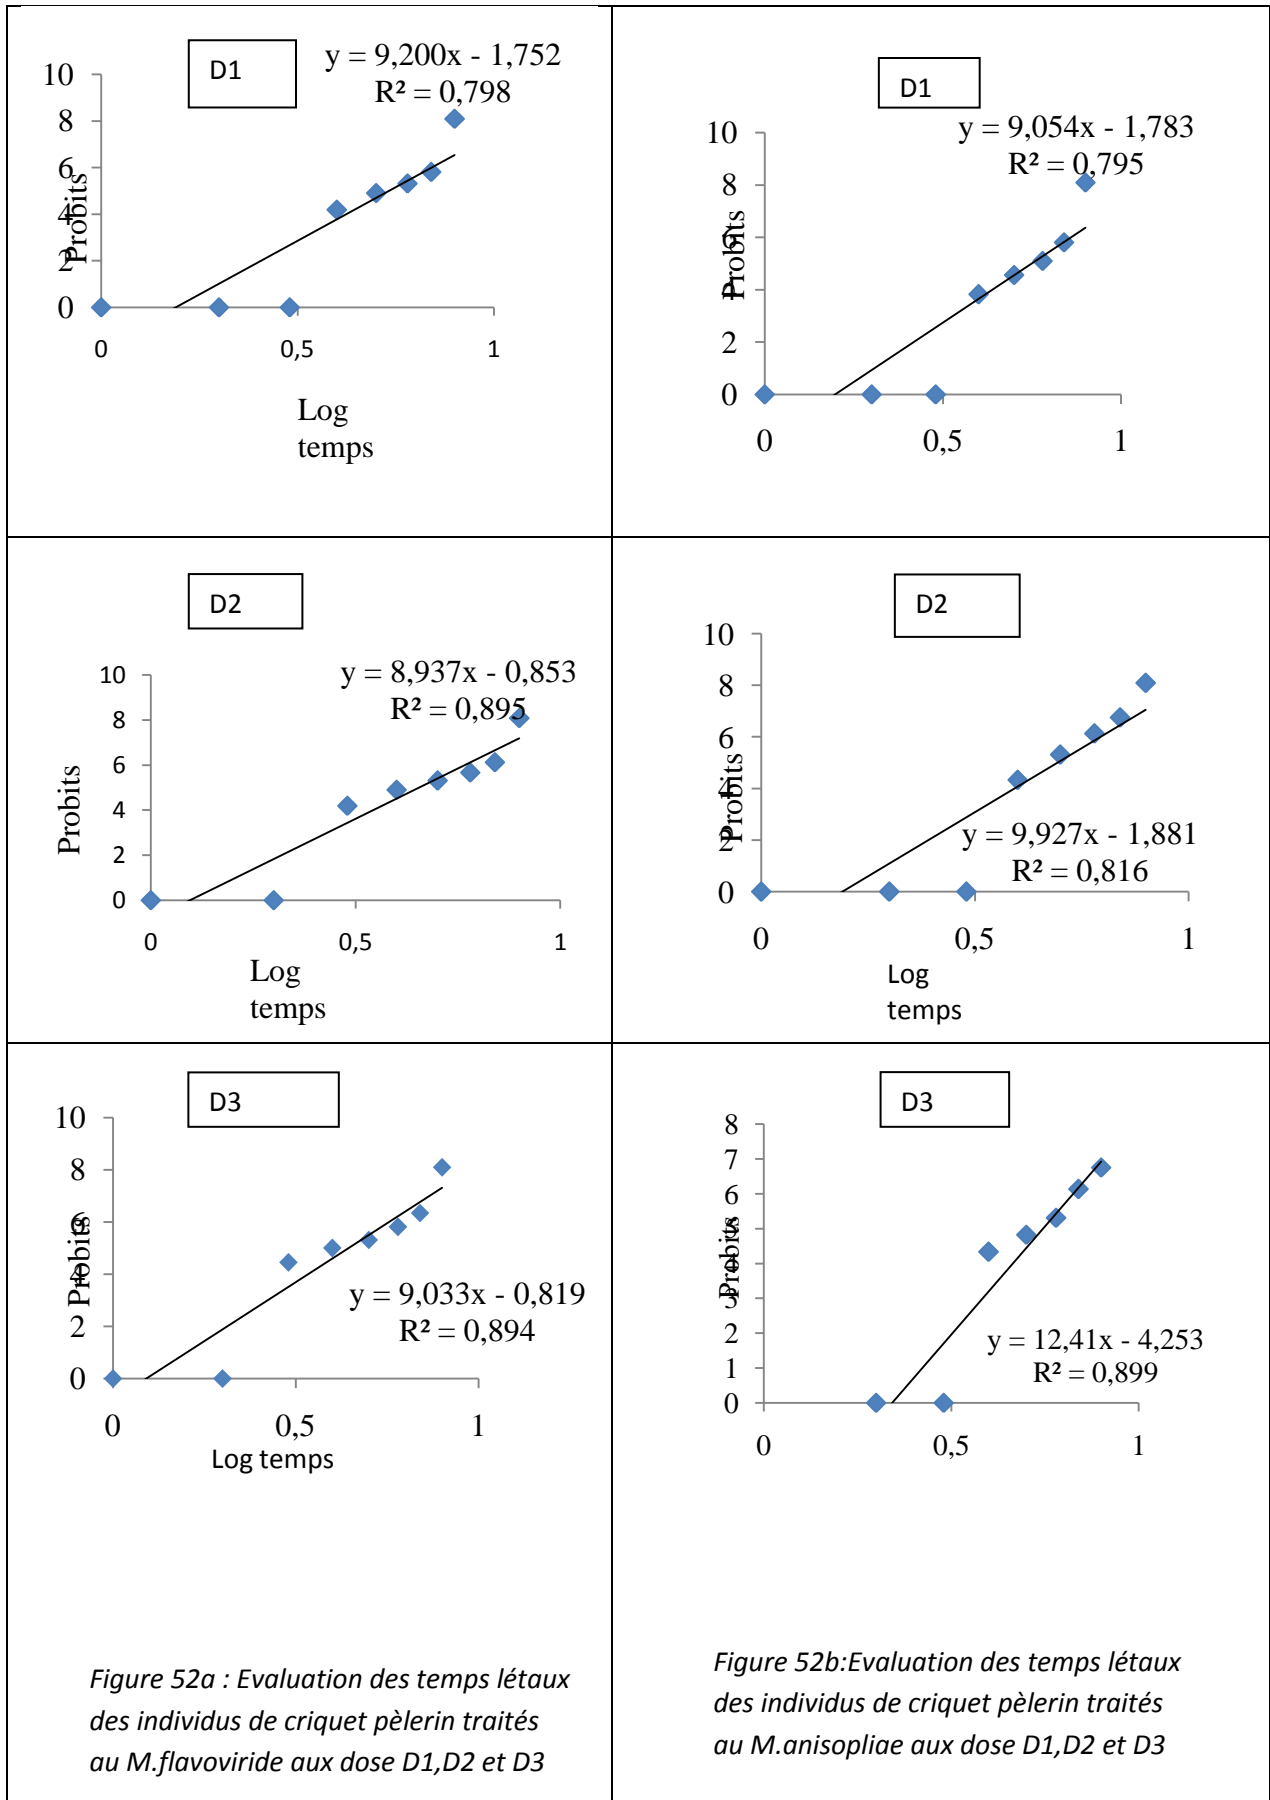 D1
y = 9,200x - 1,752
R² = 0,798
10
8
6
4
2
0
Probits
0 0,5 1
Log
temps
D1
y = 9,054x - 1,783
R² = 0,795
10
8
6
4
2
0
Probits
0 0,5 1
D2
y = 8,937x - 0,853
R² = 0,895
10
8
6
4
2
0
Probits
0 0,5 1
Log
temps
D2
10
8
6
4
2
0
Probits
y = 9,927x - 1,881
R² = 0,816
0 0,5 1
Log
temps
D3
10
8
6
4
2
0
Probits
y = 9,033x - 0,819
R² = 0,894
0 0,5 1
Log temps
D3
8
7
6
5
4
3
2
1
0
Probits
y = 12,41x - 4,253
R² = 0,899
0 0,5 1
Figure 52a : Evaluation des temps létaux
des individus de criquet pèlerin traités
au M.flavoviride aux dose D1,D2 et D3
Figure 52b:Evaluation des temps létaux
des individus de criquet pèlerin traités
au M.anisopliae aux dose D1,D2 et D3